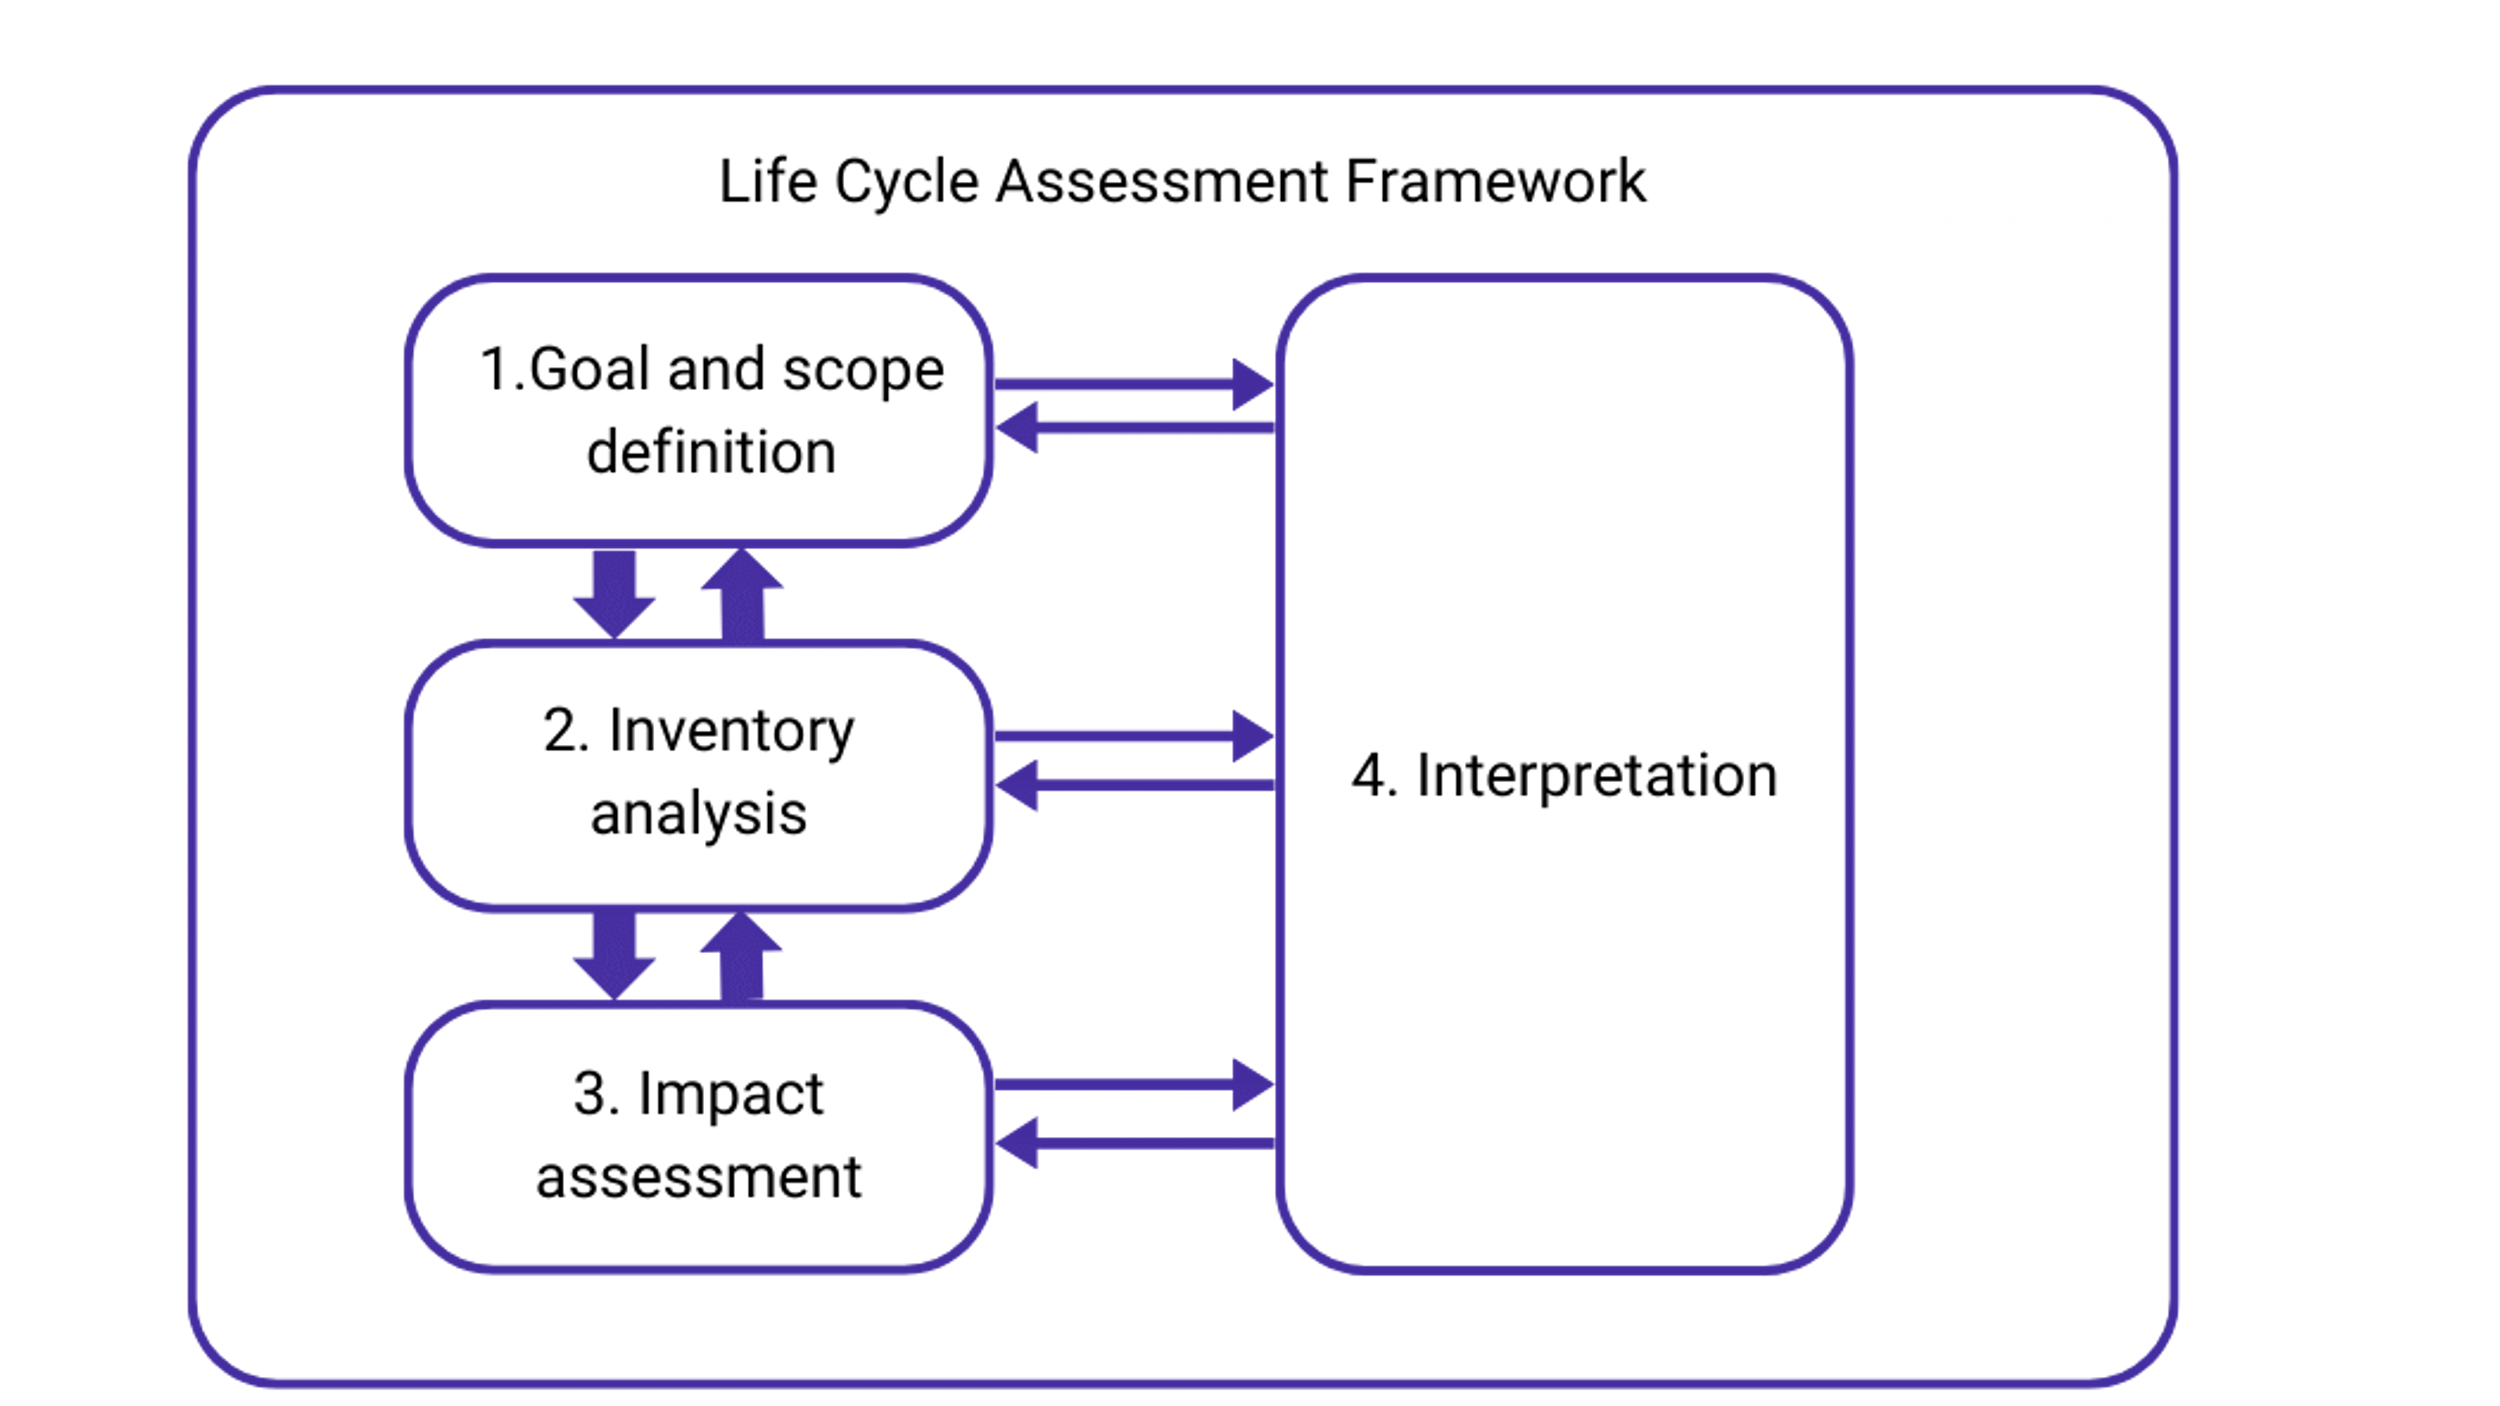 Life Cycle Assessment Framework
1.Goal and scope
definition
2. Inventory
analysis
4. Interpretation
3. Impact
assessment